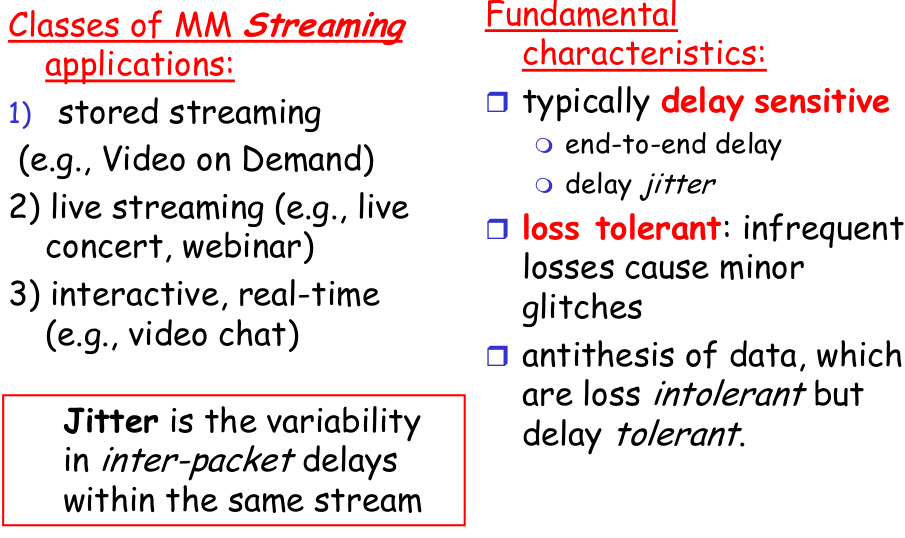 Classes of MM Streaming
applications:
1) stored streaming
(e.g., Video on Demand)
2) live streaming (e.g., live
concert, webinar)
3) interactive, real-time
(e.g., video chat)
Jitter is the variability
in inter-packet delays
within the same stream
Fundamental
characteristics:
typically delay sensitive
end-to-end delay
delay jitter
loss tolerant: infrequent
losses cause minor
glitches
antithesis of data, which
are loss intolerant but
delay tolerant.